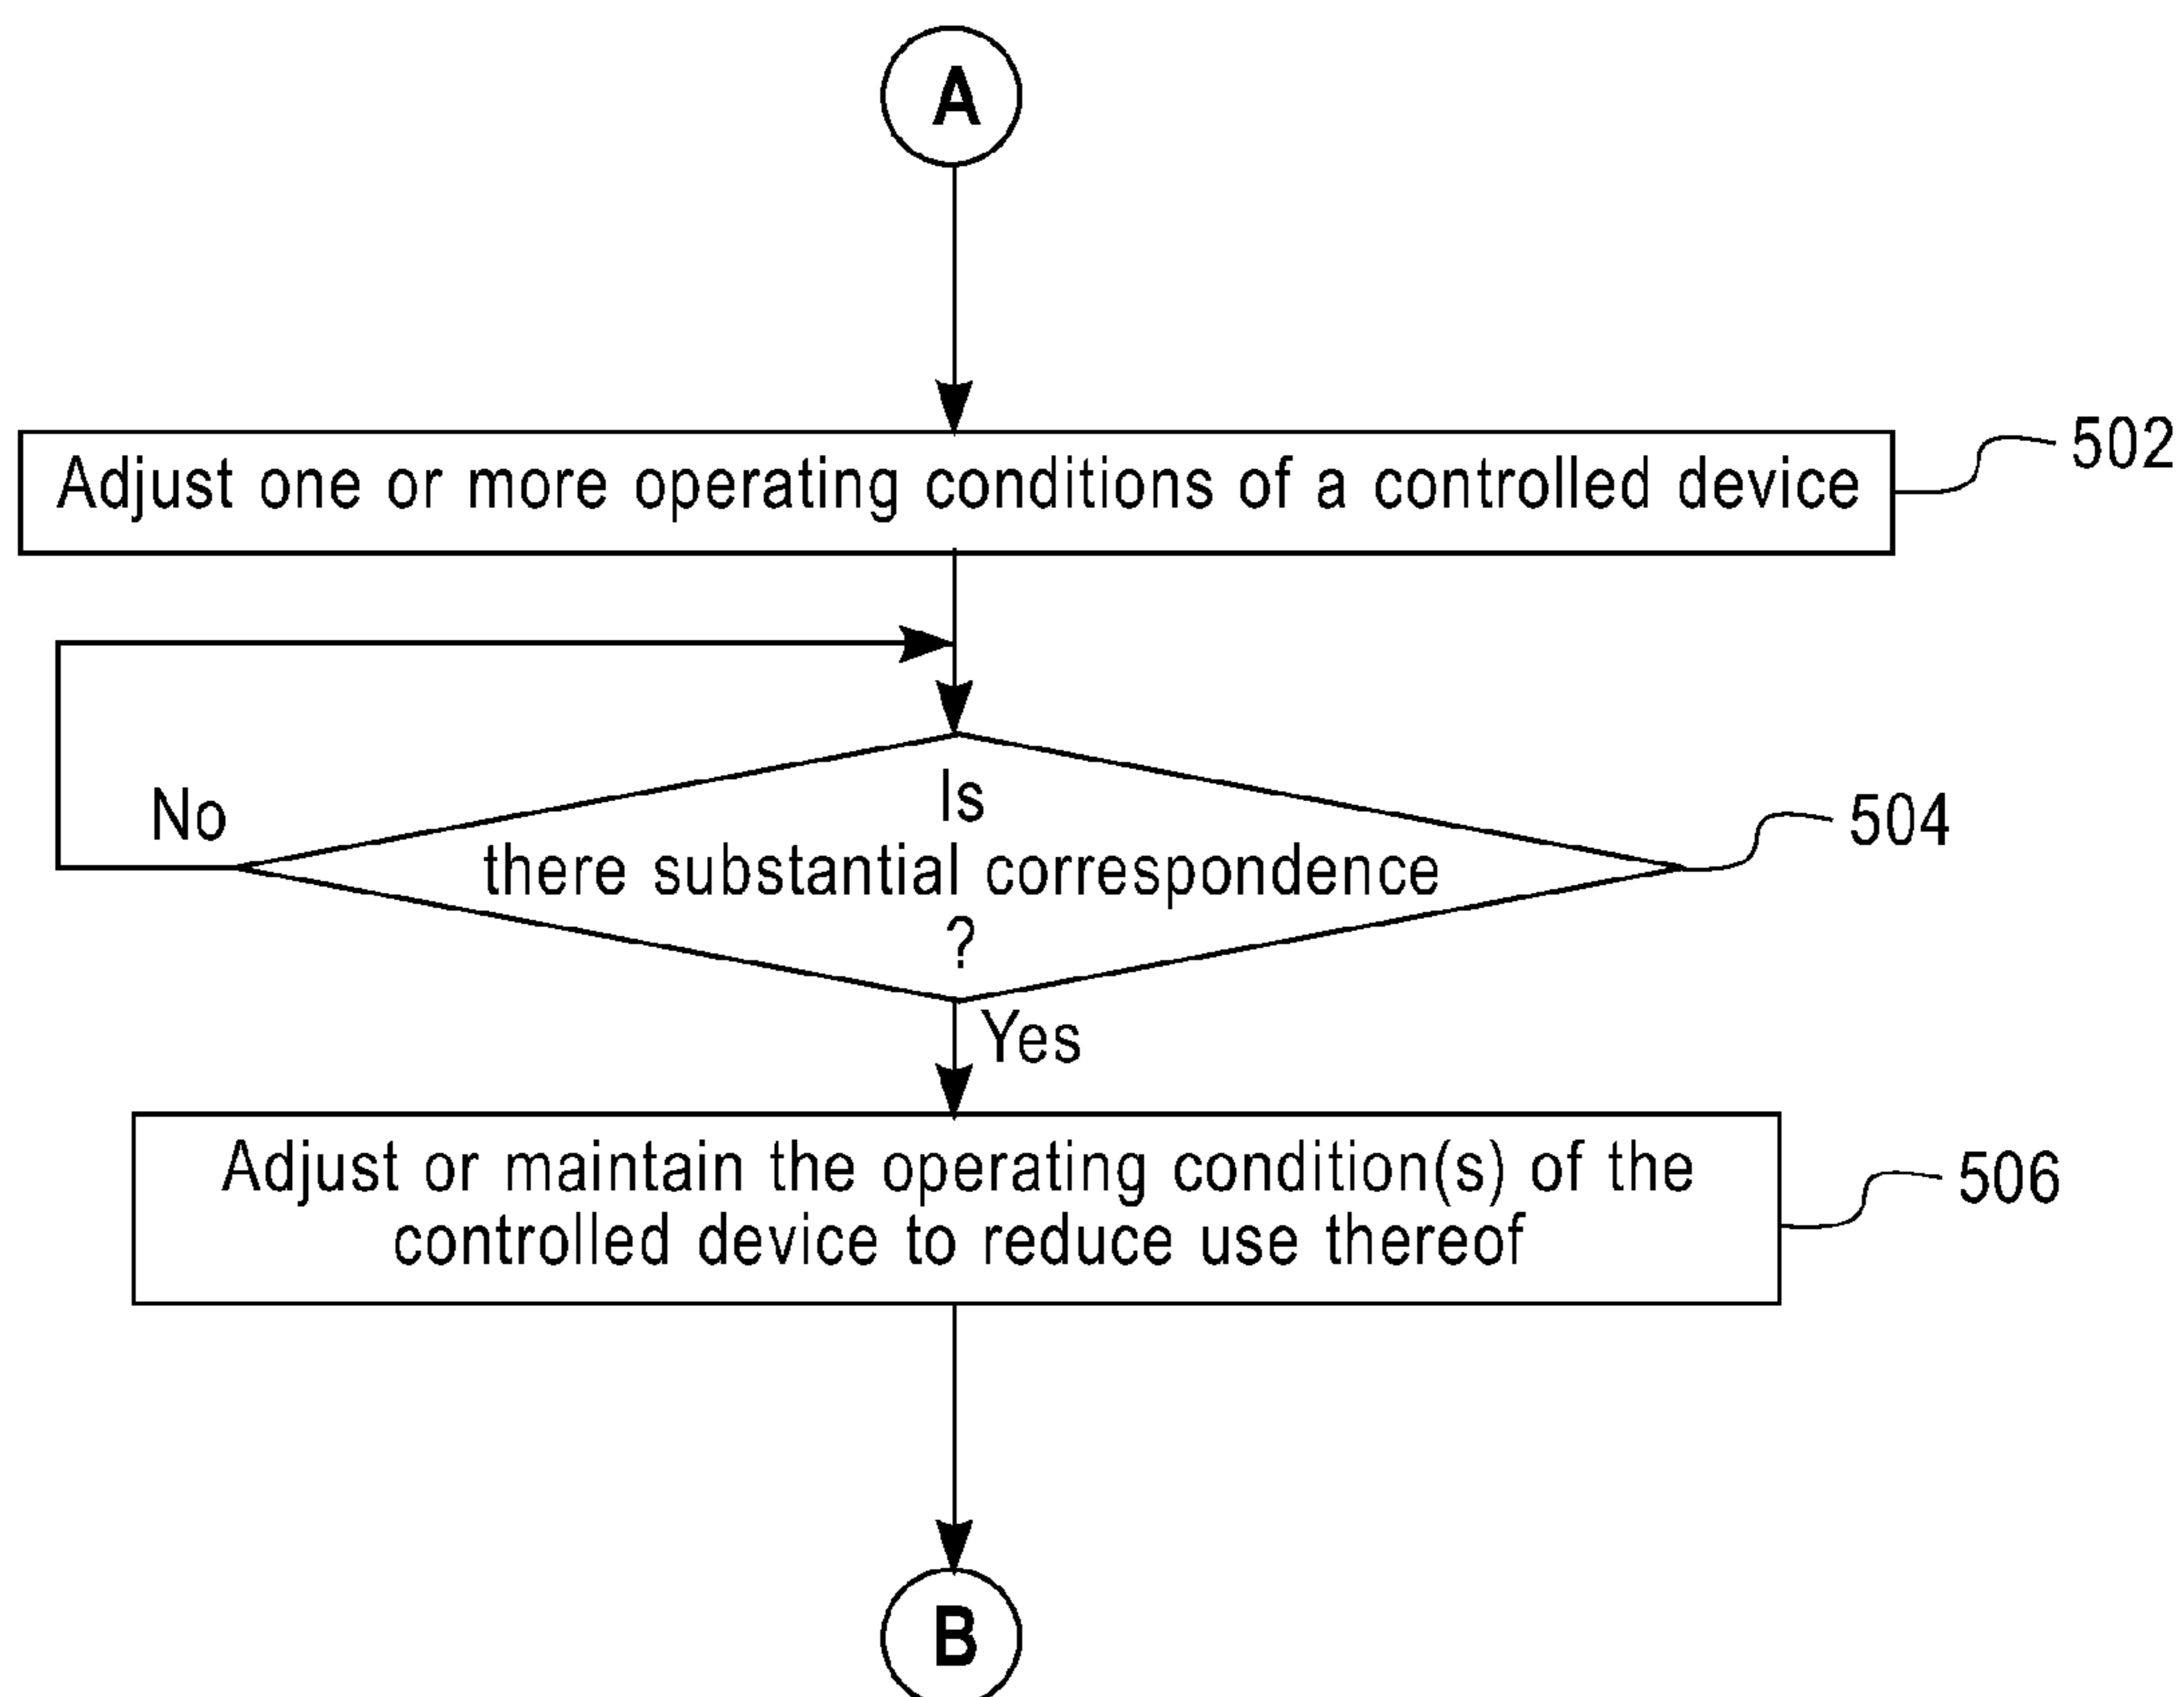 A
Adjust one or more operating conditions of a controlled device
502
No
Is
there substantial correspondence
?
504
Yes
Adjust or maintain the operating condition(s) of the
controlled device to reduce use thereof
506
B